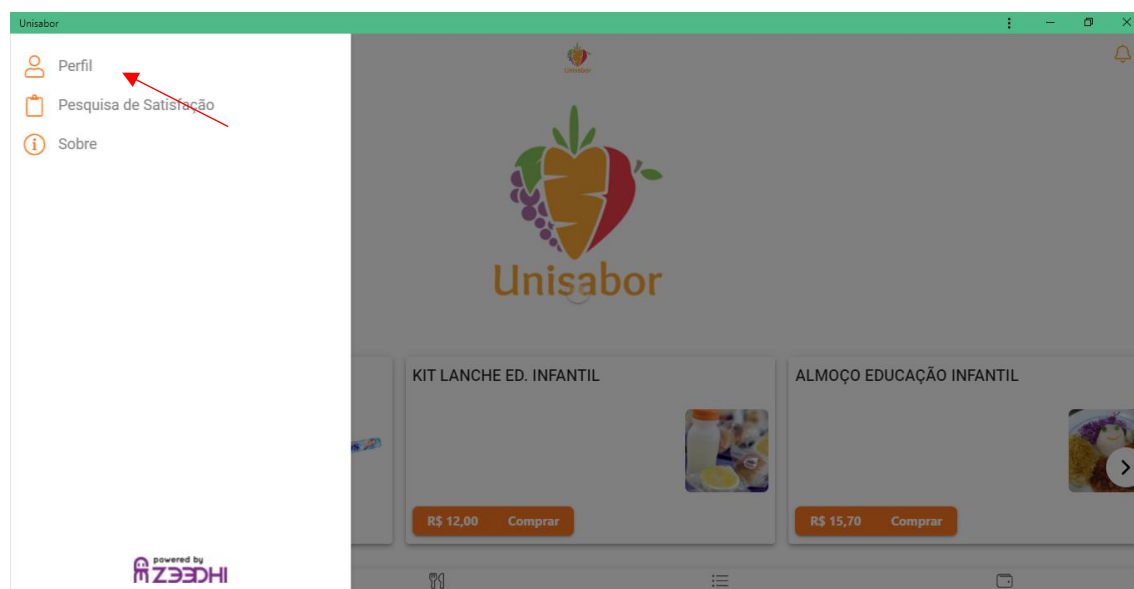 Unisabor
Perfil
Pesquisa de Satisfação
Sobre
Unisabor
Unisabor
KIT LANCHE ED. INFANTIL
ALMOÇO EDUCAÇÃO INFANTIL
R$ 12,00 Comprar
R$ 15,70 Comprar
powered by
ZEEDHI